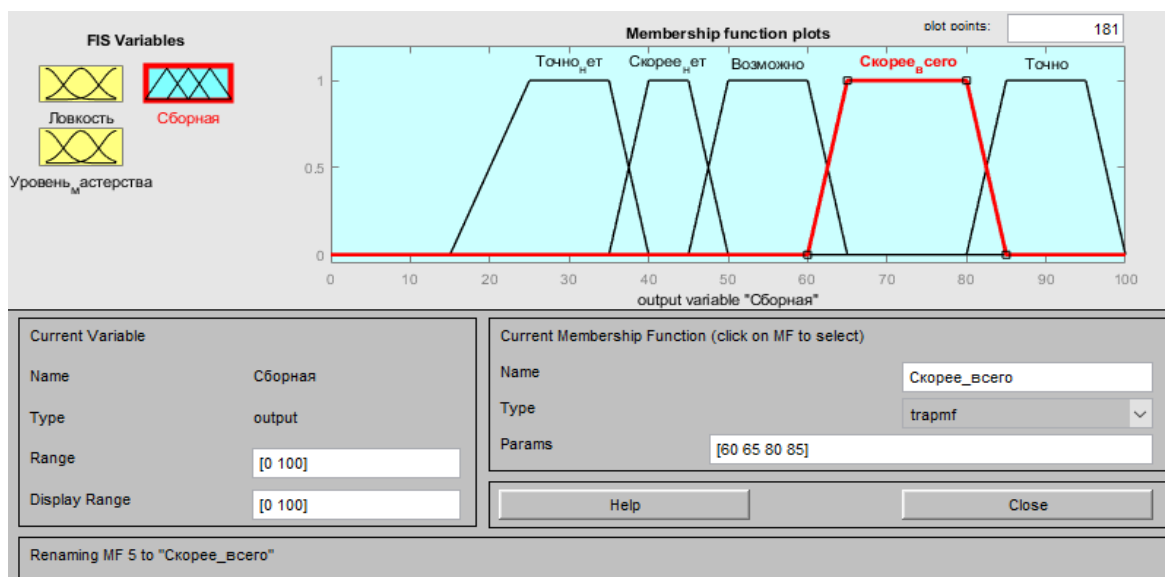 FIS Variables
Ловкость
Сборная
Уровень_мастерства
Membership function plots
plot points:
181
Точно_нет
Скорее_нет
Возможно
Скорее_всего
Точно
1
0.5
0
0 10 20 30 40 50 60 70 80 90 100
output variable "Сборная"
Current Variable
Name Сборная
Type output
Range [0 100]
Display Range [0 100]
Current Membership Function (click on MF to select)
Name Скорее_всего
Type trapmf
Params [60 65 80 85]
Help
Close
Renaming MF 5 to "Скорее_всего"